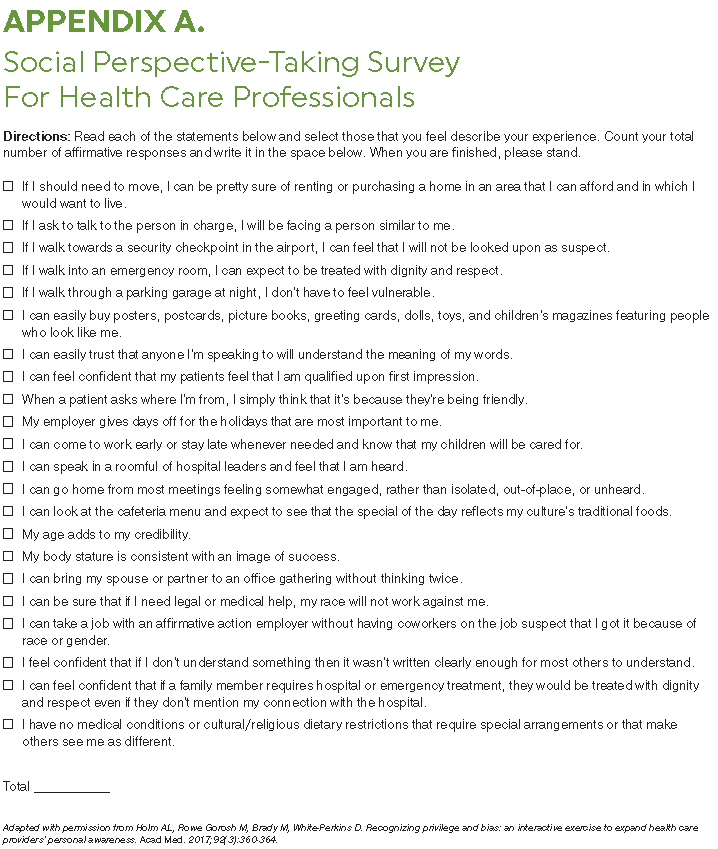 APPENDIX A.
Social Perspective-Taking Survey
For Health Care Professionals
Directions: Read each of the statements below and select those that you feel describe your experience. Count your total
number of affirmative responses and write it in the space below. When you are finished, please stand.
☐ If I should need to move, I can be pretty sure of renting or purchasing a home in an area that I can afford and in which I
would want to live.
☐ If I ask to talk to the person in charge, I will be facing a person similar to me.
☐ If I walk towards a security checkpoint in the airport, I can feel that I will not be looked upon as suspect.
☐ If I walk into an emergency room, I can expect to be treated with dignity and respect.
☐ If I walk through a parking garage at night, I don't have to feel vulnerable.
☐ I can easily buy posters, postcards, picture books, greeting cards, dolls, toys, and children's magazines featuring people
who look like me.
☐ I can easily trust that anyone I'm speaking to will understand the meaning of my words.
☐ I can feel confident that my patients feel that I am qualified upon first impression.
☐ When a patient asks where I'm from, I simply think that it's because they're being friendly.
☐ My employer gives days off for the holidays that are most important to me.
☐ I can come to work early or stay late whenever needed and know that my children will be cared for.
☐ I can speak in a roomful of hospital leaders and feel that I am heard.
☐ I can go home from most meetings feeling somewhat engaged, rather than isolated, out-of-place, or unheard.
☐ I can look at the cafeteria menu and expect to see that the special of the day reflects my culture's traditional foods.
☐ My age adds to my credibility.
☐ My body stature is consistent with an image of success.
☐ I can bring my spouse or partner to an office gathering without thinking twice.
☐ I can be sure that if I need legal or medical help, my race will not work against me.
☐ I can take a job with an affirmative action employer without having coworkers on the job suspect that I got it because of
race or gender.
☐ I feel confident that if I don't understand something then it wasn't written clearly enough for most others to understand.
☐ I can feel confident that if a family member requires hospital or emergency treatment, they would be treated with dignity
and respect even if they don't mention my connection with the hospital.
☐ I have no medical conditions or cultural/religious dietary restrictions that require special arrangements or that make
others see me as different.
Total ___________
Adapted with permission from Holm AL, Rowe Gorosh M, Brady M, White-Perkins D. Recognizing privilege and bias: an interactive exercise to expand health care
providers' personal awareness. Acad Med. 2017;92(3):360-364.